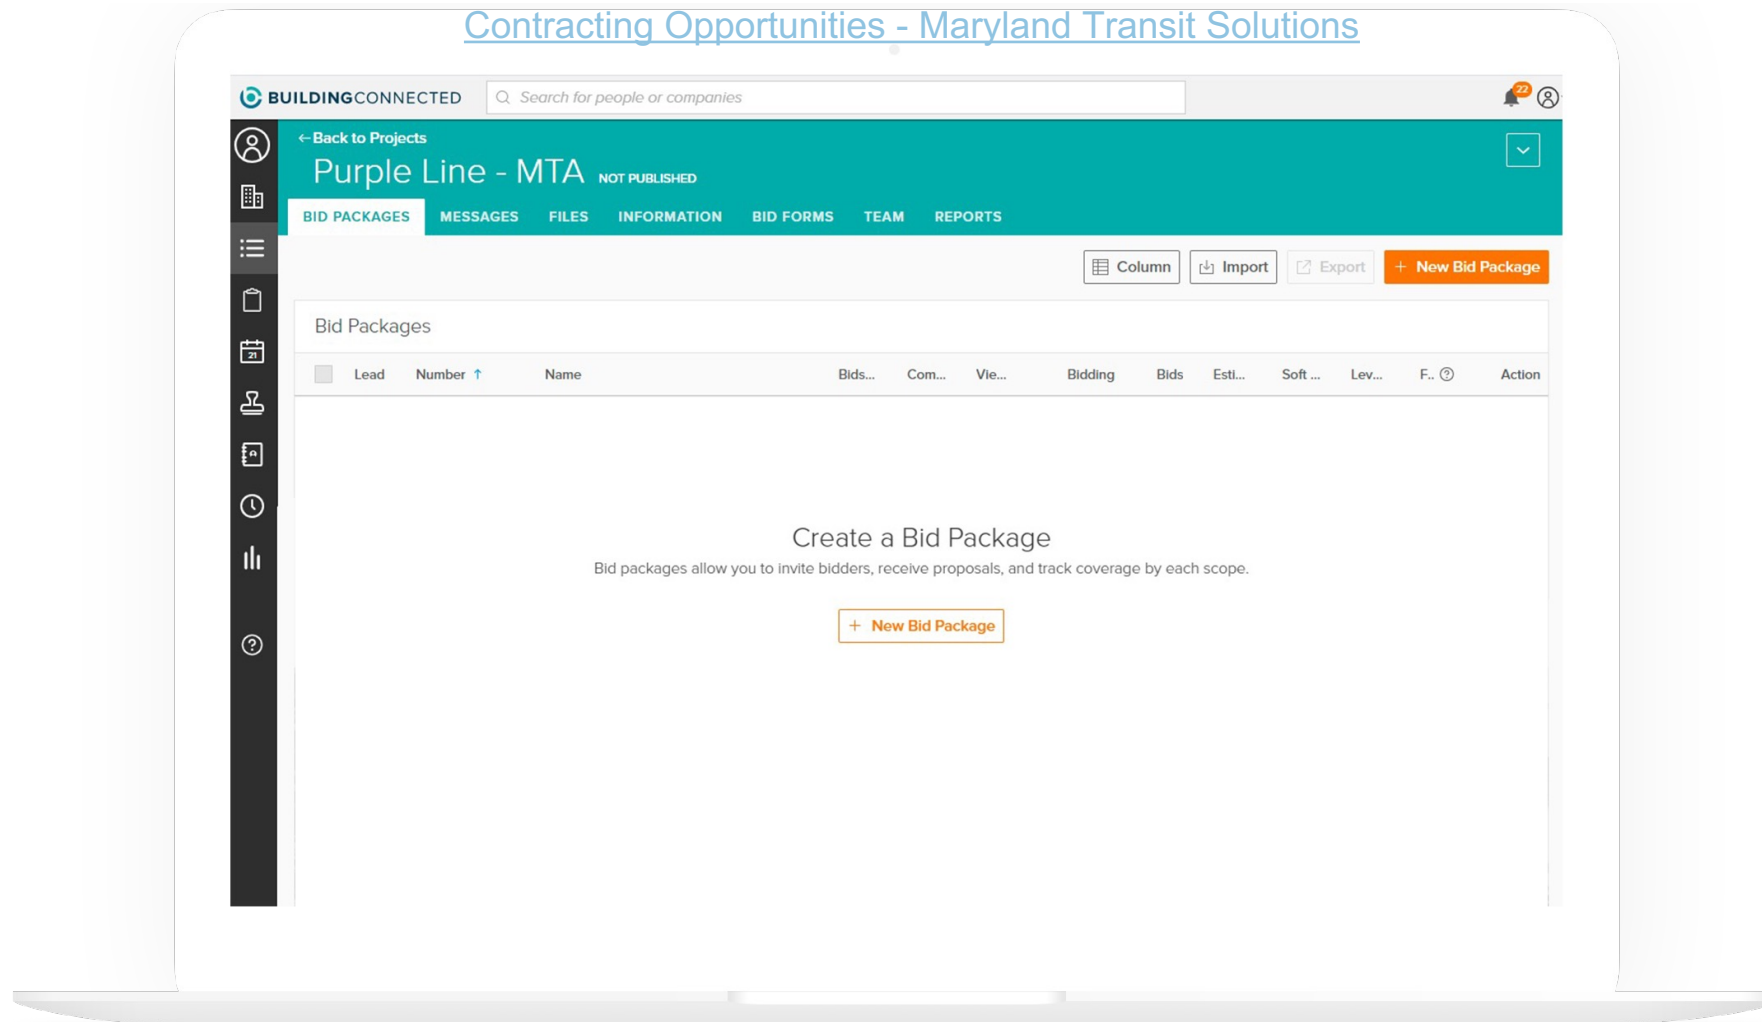 Contracting Opportunities - Maryland Transit Solutions
BUILDINGCONNECTED
Search for people or companies
22
←Back to Projects
Purple Line - MTA NOT PUBLISHED
BID PACKAGES MESSAGES FILES INFORMATION BID FORMS TEAM REPORTS
Column Import Export + New Bid Package
21
Bid Packages
Lead Number ↑ Name Bids... Com... Vie... Bidding Bids Esti... Soft ... Lev... F.. ? Action
Create a Bid Package
Bid packages allow you to invite bidders, receive proposals, and track coverage by each scope.
+ New Bid Package